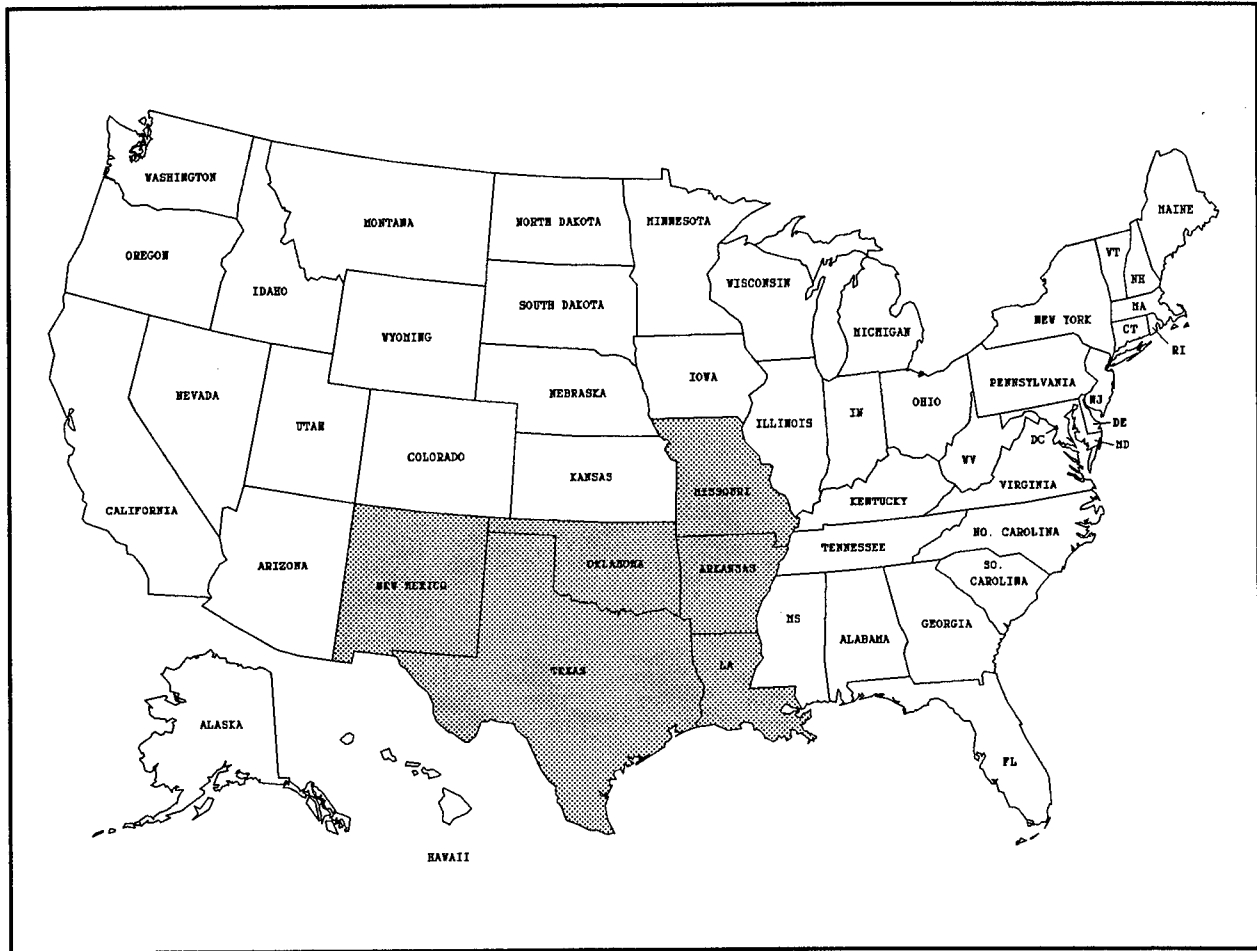 WASHINGTON
MONTANA
NORTH DAKOTA
MINNESOTA
MAINE
OREGON
IDAHO
VT
NH
WISCONSIN
SOUTH DAKOTA
WYOMING
MICHIGAN
NEW YORK
MA
CT
RI
IOWA
NEBRASKA
NEVADA
UTAH
COLORADO
KANSAS
ILLINOIS
IN
OHIO
PENNSYLVANIA
NJ
DE
MD
DC
WV
VIRGINIA
KENTUCKY
MISSOURI
CALIFORNIA
ARIZONA
NEW MEXICO
OKLAHOMA
ARKANSAS
TENNESSEE
NO. CAROLINA
SO.
CAROLINA
MS
ALABAMA
GEORGIA
TEXAS
LA
FL
ALASKA
HAWAII